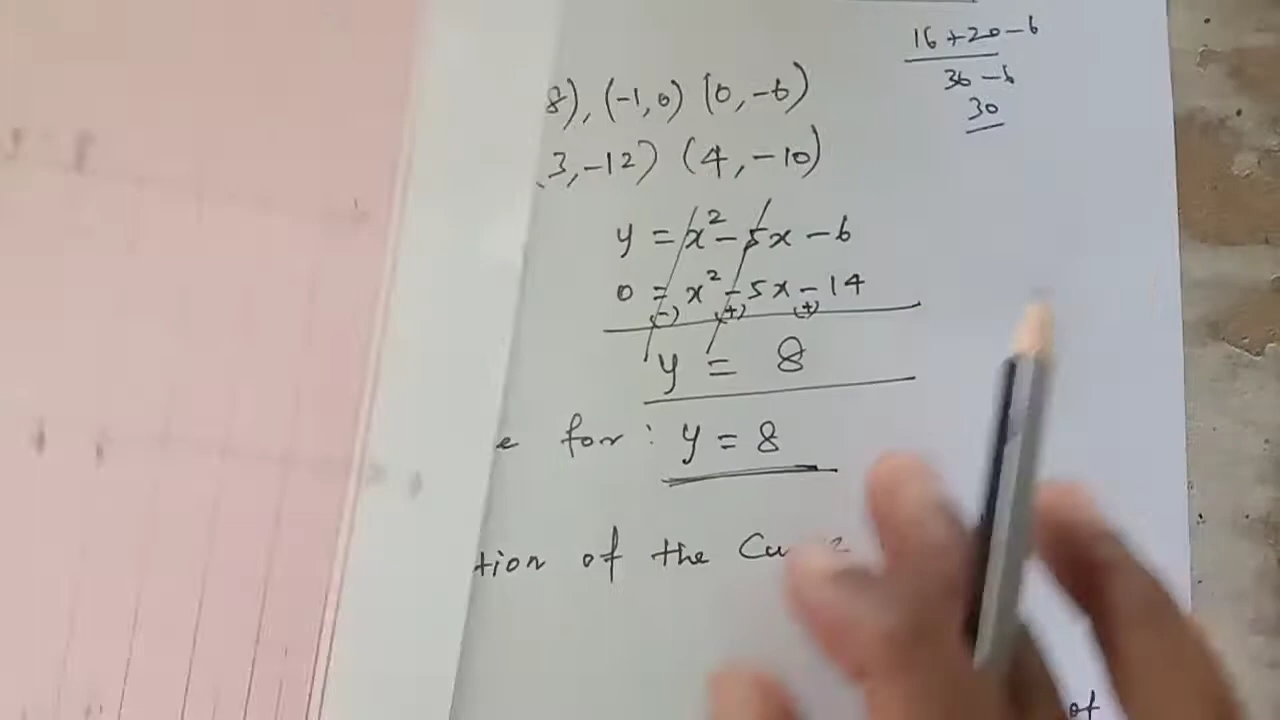 16 + 20 - 6
36 - 6
30
8), (-1, 0) (0, -6)
3, -12) (4, -10)
y = x² - 5x - 6
0 = x² - 5x - 14
(-) (+) (+)
y = 8
e for : y = 8
tion of the
of